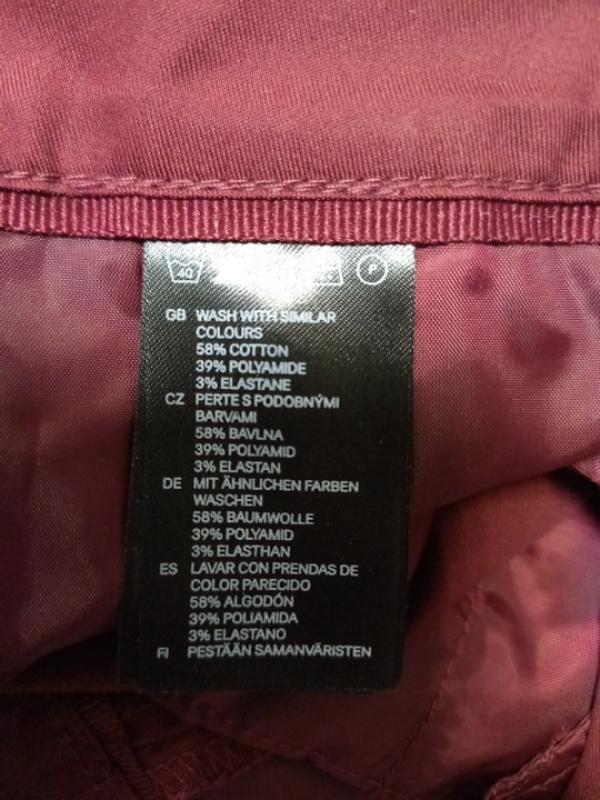 40 P
GB WASH WITH SIMILAR
COLOURS
58% COTTON
39% POLYAMIDE
3% ELASTANE
CZ PERTE S PODOBNÝMI
BARVAMI
58% BAVLNA
39% POLYAMID
3% ELASTAN
DE MIT ÄHNLICHEN FARBEN
WASCHEN
58% BAUMWOLLE
39% POLYAMID
3% ELASTHAN
ES LAVAR CON PRENDAS DE
COLOR PARECIDO
58% ALGODÓN
39% POLIAMIDA
3% ELASTANO
FI PESTÄÄN SAMANVÄRISTEN